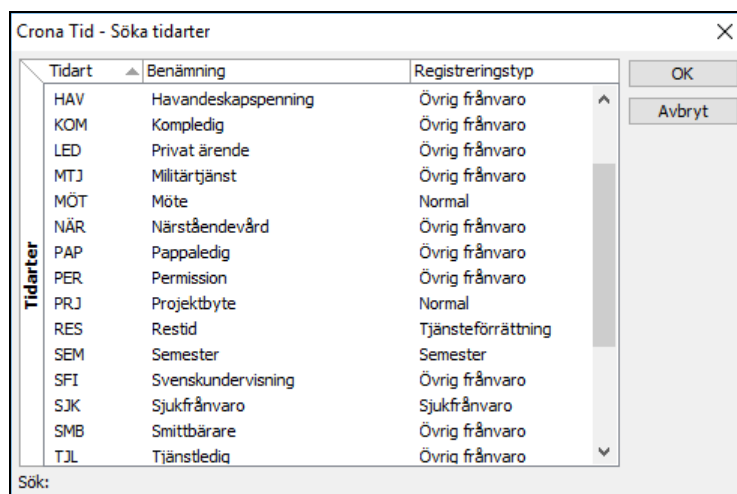 Crona Tid - Söka tidarter
Tidart Benämning Registreringstyp
HAV Havandeskapspenning Övrig frånvaro
KOM Kompledig Övrig frånvaro
LED Privat ärende Övrig frånvaro
MTJ Militärtjänst Övrig frånvaro
MÖT Möte Normal
NÄR Närståendevård Övrig frånvaro
PAP Pappaledig Övrig frånvaro
PER Permission Övrig frånvaro
PRJ Projektbyte Normal
RES Restid Tjänsteförrättning
SEM Semester Semester
SFI Svenskundervisning Övrig frånvaro
SJK Sjukfrånvaro Sjukfrånvaro
SMB Smittbärare Övrig frånvaro
TJL Tjänstledig Övrig frånvaro
Tidarter
OK
Avbryt
Sök: